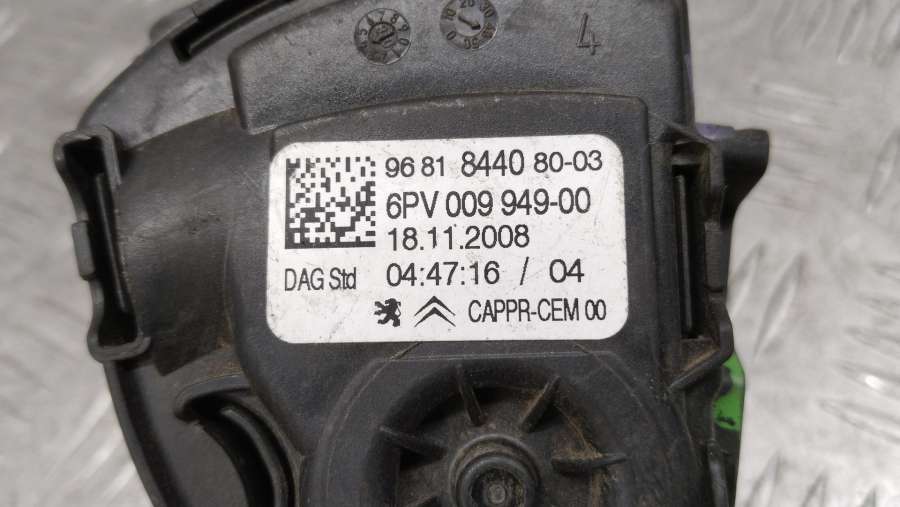 4
96 81 8440 80-03
6PV 009 949-00
18.11.2008
DAG Std 04:47:16 / 04
CAPPR-CEM 00